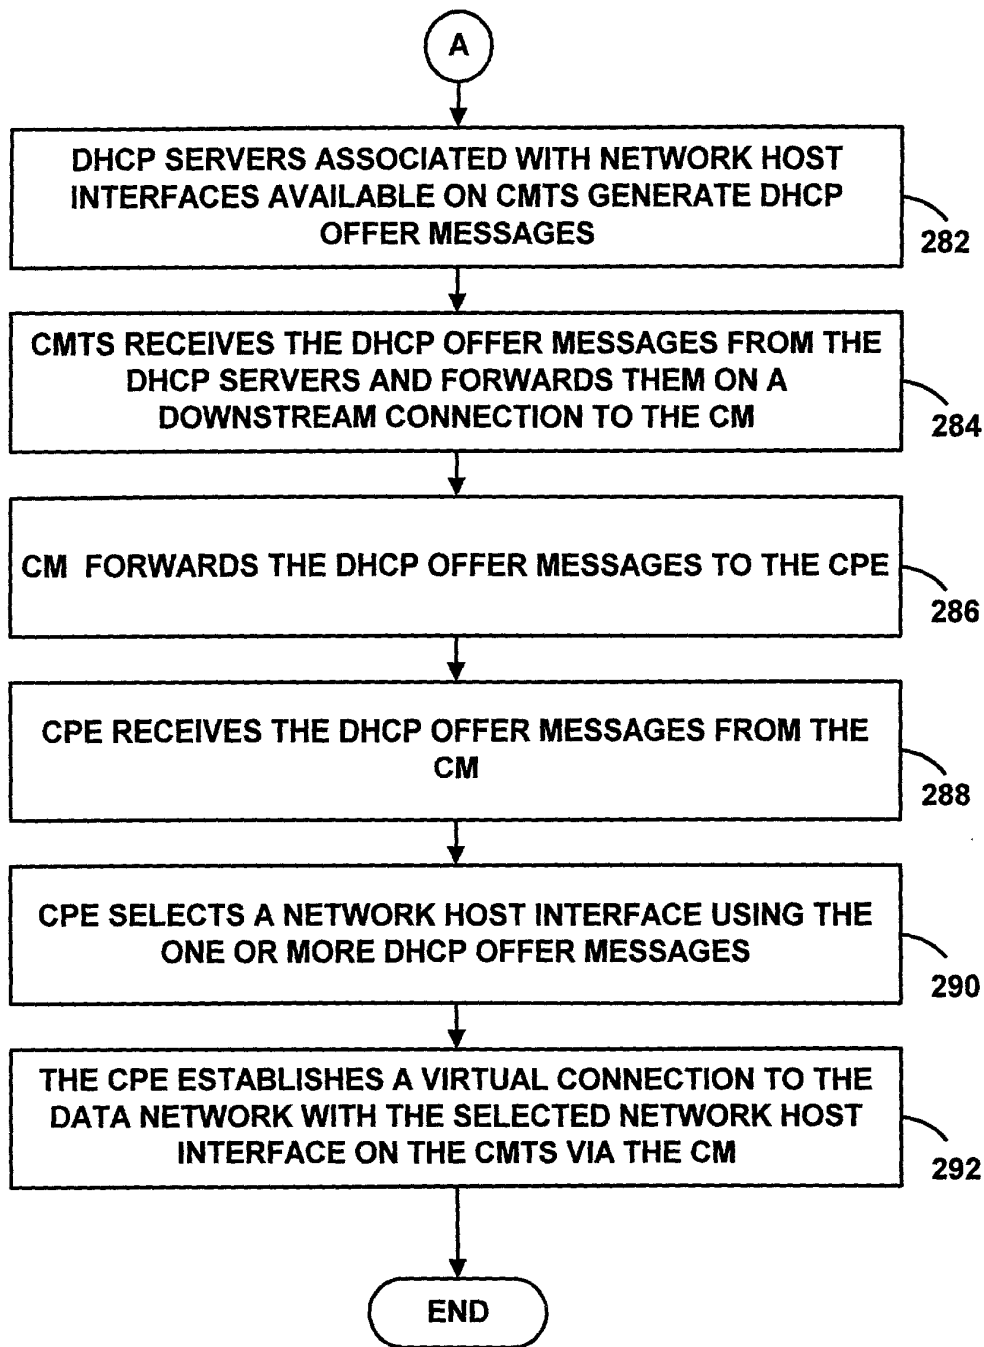 A
DHCP SERVERS ASSOCIATED WITH NETWORK HOST
INTERFACES AVAILABLE ON CMTS GENERATE DHCP
OFFER MESSAGES
282
CMTS RECEIVES THE DHCP OFFER MESSAGES FROM THE
DHCP SERVERS AND FORWARDS THEM ON A
DOWNSTREAM CONNECTION TO THE CM
284
CM FORWARDS THE DHCP OFFER MESSAGES TO THE CPE
286
CPE RECEIVES THE DHCP OFFER MESSAGES FROM THE
CM
288
CPE SELECTS A NETWORK HOST INTERFACE USING THE
ONE OR MORE DHCP OFFER MESSAGES
290
THE CPE ESTABLISHES A VIRTUAL CONNECTION TO THE
DATA NETWORK WITH THE SELECTED NETWORK HOST
INTERFACE ON THE CMTS VIA THE CM
292
END